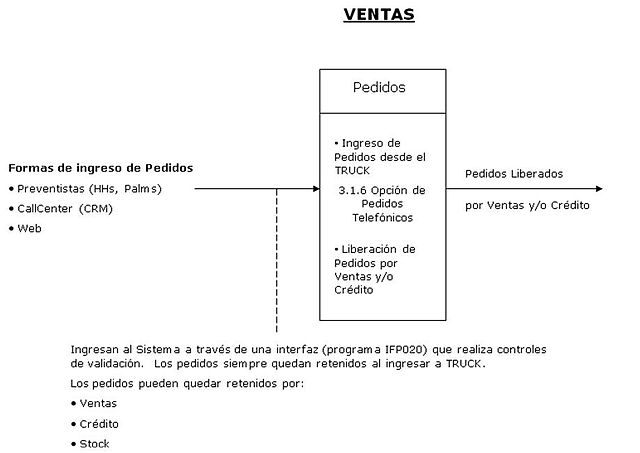 VENTAS
Pedidos
Formas de ingreso de Pedidos
• Preventistas (HHs, Palms)
• CallCenter (CRM)
• Web
• Ingreso de
Pedidos desde el
TRUCK
3.1.6 Opción de
Pedidos
Telefónicos
• Liberación de
Pedidos por
Ventas y/o
Crédito
Pedidos Liberados
por Ventas y/o Crédito
Ingresan al Sistema a través de una interfaz (programa IFP020) que realiza controles
de validación. Los pedidos siempre quedan retenidos al ingresar a TRUCK.
Los pedidos pueden quedar retenidos por:
• Ventas
• Crédito
• Stock